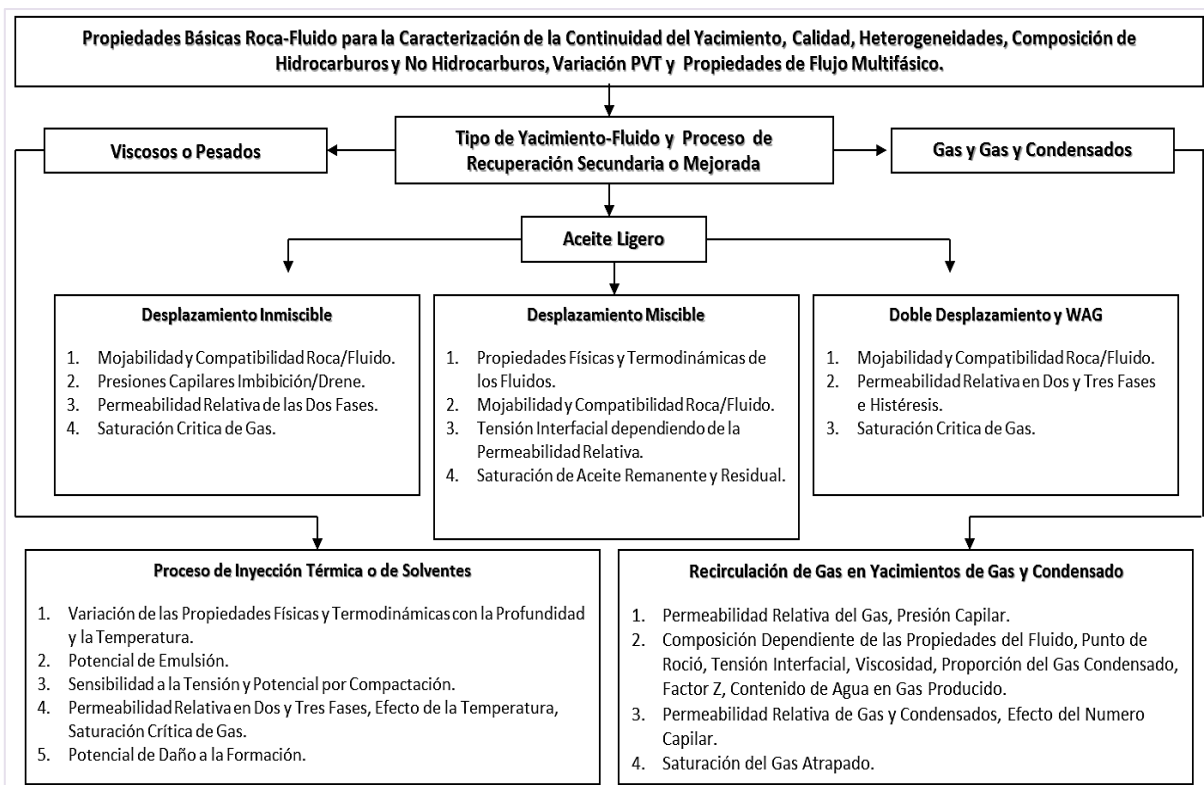 Propiedades Básicas Roca-Fluido para la Caracterización de la Continuidad del Yacimiento, Calidad, Heterogeneidades, Composición de
Hidrocarburos y No Hidrocarburos, Variación PVT y Propiedades de Flujo Multifásico.
Viscosos o Pesados
Tipo de Yacimiento-Fluido y Proceso de
Recuperación Secundaria o Mejorada
Gas y Gas y Condensados
Aceite Ligero
Desplazamiento Inmiscible
1. Mojabilidad y Compatibilidad Roca/Fluido.
2. Presiones Capilares Imbibición/Drene.
3. Permeabilidad Relativa de las Dos Fases.
4. Saturación Critica de Gas.
Desplazamiento Miscible
1. Propiedades Físicas y Termodinámicas de
los Fluidos.
2. Mojabilidad y Compatibilidad Roca/Fluido.
3. Tensión Interfacial dependiendo de la
Permeabilidad Relativa.
4. Saturación de Aceite Remanente y Residual.
Doble Desplazamiento y WAG
1. Mojabilidad y Compatibilidad Roca/Fluido.
2. Permeabilidad Relativa en Dos y Tres Fases
e Histéresis.
3. Saturación Critica de Gas.
Proceso de Inyección Térmica o de Solventes
1. Variación de las Propiedades Físicas y Termodinámicas con la Profundidad
y la Temperatura.
2. Potencial de Emulsión.
3. Sensibilidad a la Tensión y Potencial por Compactación.
4. Permeabilidad Relativa en Dos y Tres Fases, Efecto de la Temperatura,
Saturación Crítica de Gas.
5. Potencial de Daño a la Formación.
Recirculación de Gas en Yacimientos de Gas y Condensado
1. Permeabilidad Relativa del Gas, Presión Capilar.
2. Composición Dependiente de las Propiedades del Fluido, Punto de
Roció, Tensión Interfacial, Viscosidad, Proporción del Gas Condensado,
Factor Z, Contenido de Agua en Gas Producido.
3. Permeabilidad Relativa de Gas y Condensados, Efecto del Numero
Capilar.
4. Saturación del Gas Atrapado.